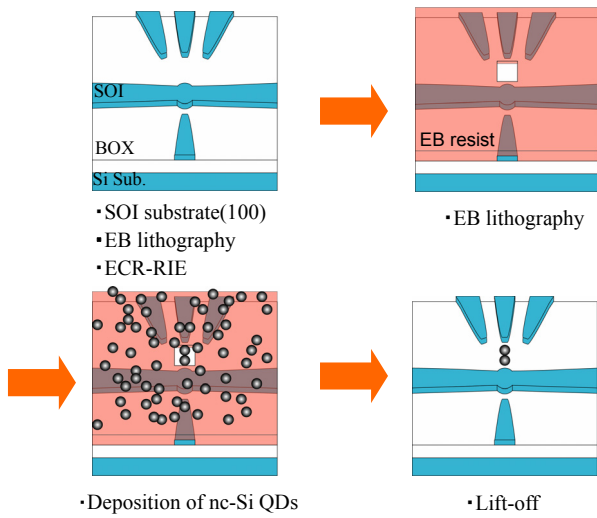 SOI
BOX
Si Sub.
▪SOI substrate(100)
▪EB lithography
▪ECR-RIE
EB resist
▪EB lithography
▪Deposition of nc-Si QDs
▪Lift-off